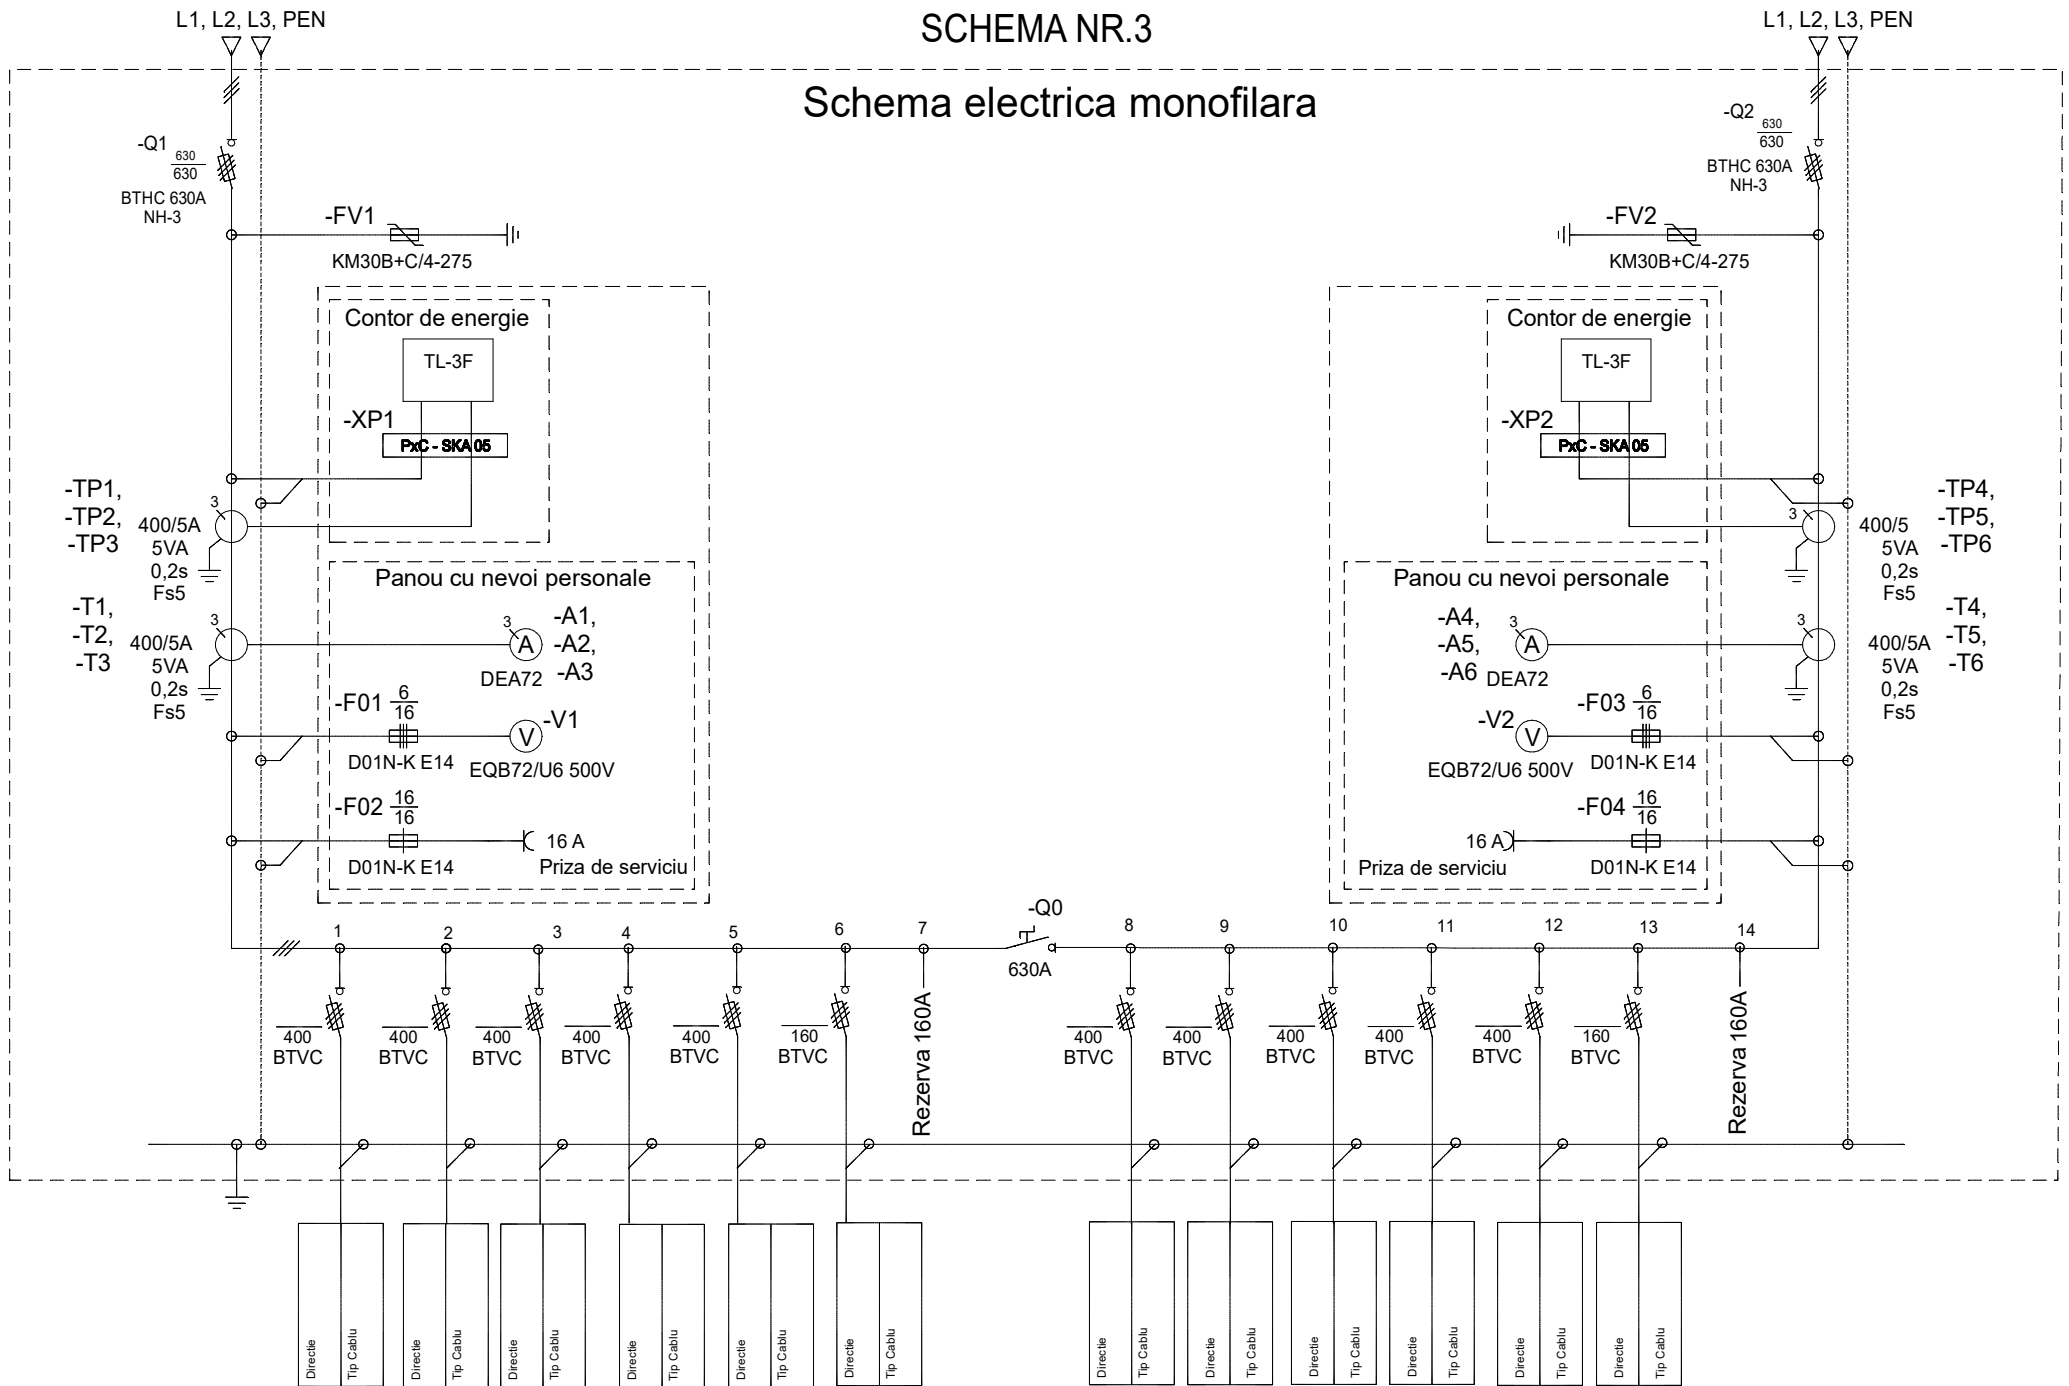 SCHEMA NR.3
L1, L2, L3, PEN
L1, L2, L3, PEN
Schema electrica monofilara
-Q1
630
630
BTHC 630A
NH-3
-Q2
630
630
BTHC 630A
NH-3
-FV1
KM30B+C/4-275
-FV2
KM30B+C/4-275
Contor de energie
TL-3F
-XP1
PxC - SKA 05
Contor de energie
TL-3F
-XP2
PxC - SKA 05
-TP1,
-TP2,
-TP3
3
400/5A
5VA
0,2s
Fs5
-T1,
-T2,
-T3
3
400/5A
5VA
0,2s
Fs5
Panou cu nevoi personale
3
A
-A1,
-A2,
-A3
DEA72
-F01
6
16
D01N-K E14
V
-V1
EQB72/U6 500V
-F02
16
16
D01N-K E14
16 A
Priza de serviciu
Panou cu nevoi personale
-A4,
-A5,
-A6
3
A
DEA72
-V2
V
EQB72/U6 500V
-F03
6
16
D01N-K E14
-F04
16
16
D01N-K E14
16 A
Priza de serviciu
3
400/5
5VA
0,2s
Fs5
-TP4,
-TP5,
-TP6
3
400/5A
5VA
0,2s
Fs5
-T4,
-T5,
-T6
1
2
3
4
5
6
7
-Q0
630A
8
9
10
11
12
13
14
400
BTVC
400
BTVC
400
BTVC
400
BTVC
400
BTVC
160
BTVC
Rezerva 160A
400
BTVC
400
BTVC
400
BTVC
400
BTVC
400
BTVC
160
BTVC
Rezerva 160A
Directie
Tip Cablu
Directie
Tip Cablu
Directie
Tip Cablu
Directie
Tip Cablu
Directie
Tip Cablu
Directie
Tip Cablu
Directie
Tip Cablu
Directie
Tip Cablu
Directie
Tip Cablu
Directie
Tip Cablu
Directie
Tip Cablu
Directie
Tip Cablu